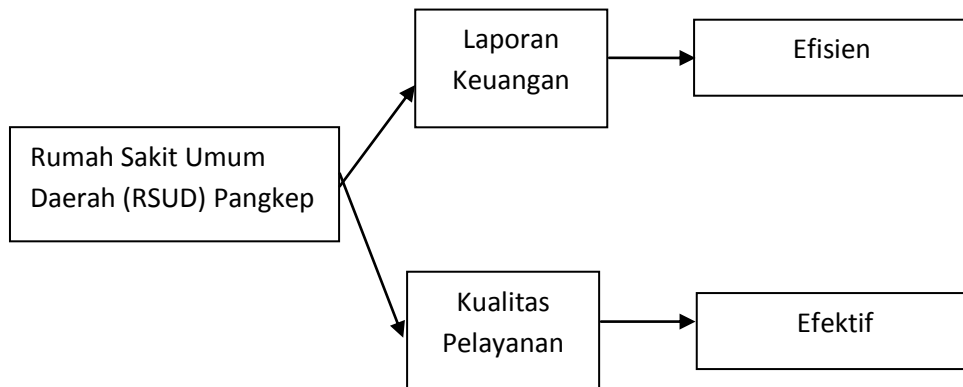 Laporan
Keuangan
Efisien
Rumah Sakit Umum
Daerah (RSUD) Pangkep
Kualitas
Pelayanan
Efektif